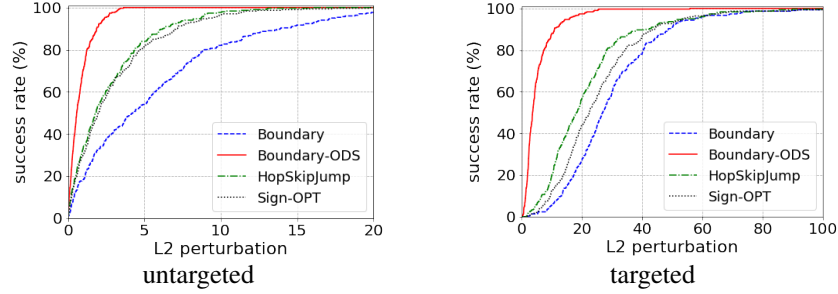 success rate (%)
100
80
60
40
20
0
0
5
10
15
20
L2 perturbation
Boundary
Boundary-ODS
HopSkipJump
Sign-OPT
untargeted
success rate (%)
100
80
60
40
20
0
0
20
40
60
80
100
L2 perturbation
Boundary
Boundary-ODS
HopSkipJump
Sign-OPT
targeted